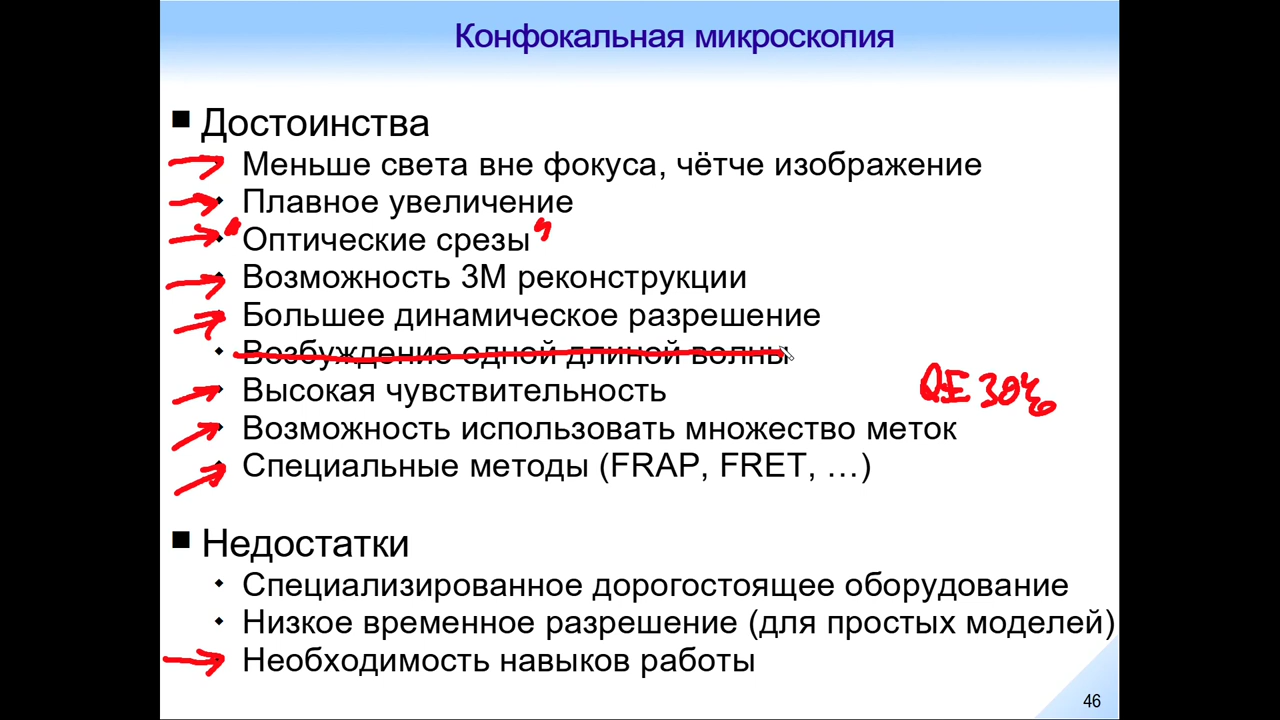 Конфокальная микроскопия
Достоинства
Меньше света вне фокуса, чётче изображение
Плавное увеличение
"Оптические срезы"
Возможность 3М реконструкции
Большее динамическое разрешение
Возбуждение одной длиной волны
Высокая чувствительность
QE 30%
Возможность использовать множество меток
Специальные методы (FRAP, FRET, …)
Недостатки
Специализированное дорогостоящее оборудование
Низкое временное разрешение (для простых моделей)
Необходимость навыков работы
46